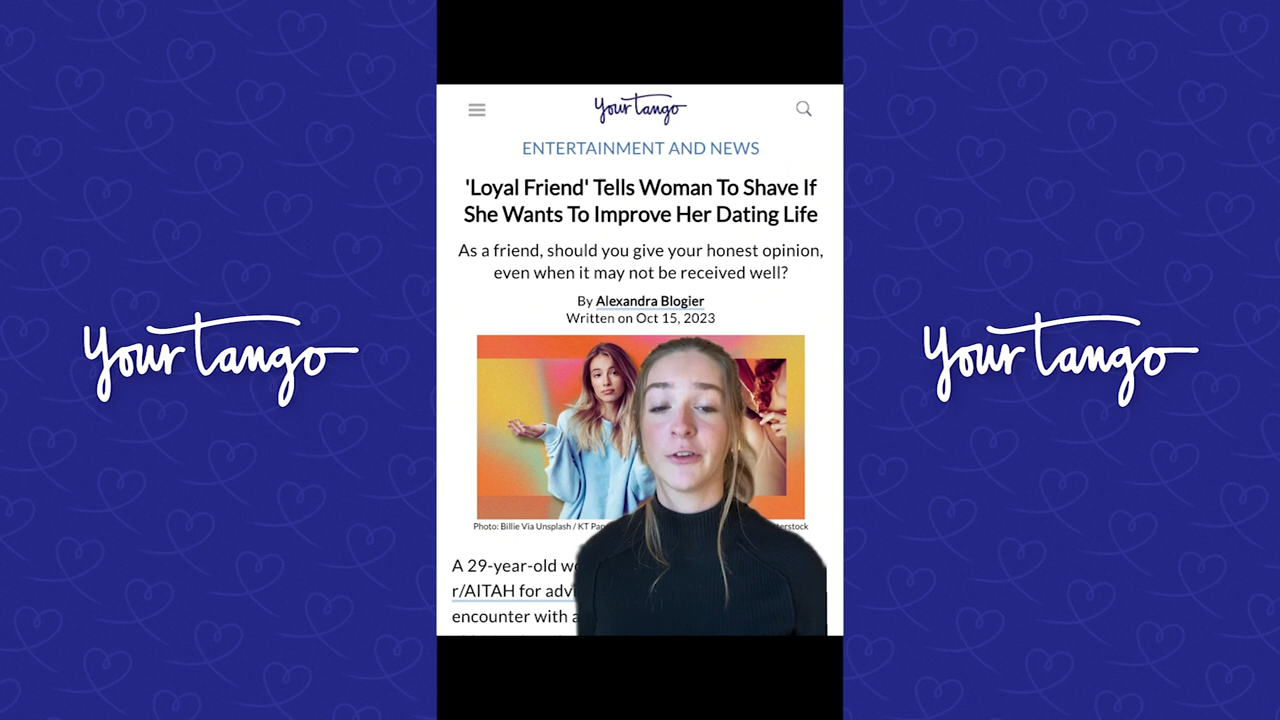 your tango
ENTERTAINMENT AND NEWS
'Loyal Friend' Tells Woman To Shave If
She Wants To Improve Her Dating Life
As a friend, should you give your honest opinion,
even when it may not be received well?
By Alexandra Blogier
Written on Oct 15, 2023
your tango
your tango
Photo: Billie Via Unsplash / KT
A 29-year-old
r/AITAH for
encounter with